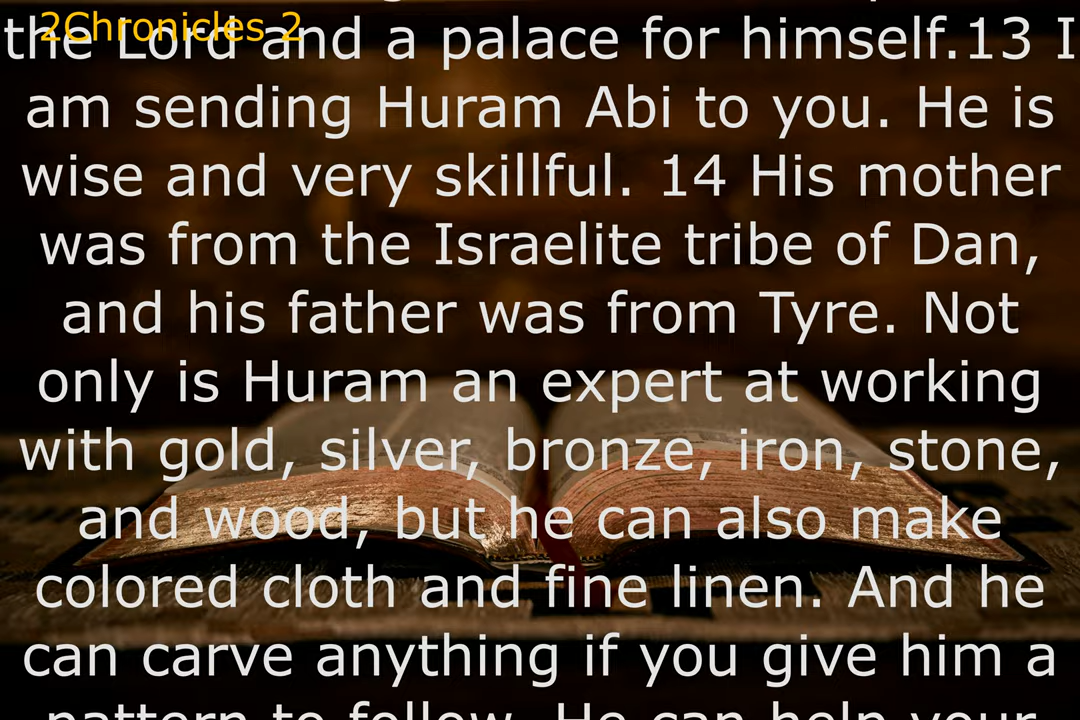 2Chronicles 2
the Lord and a palace for himself.13 I
am sending Huram Abi to you. He is
wise and very skillful. 14 His mother
was from the Israelite tribe of Dan,
and his father was from Tyre. Not
only is Huram an expert at working
with gold, silver, bronze, iron, stone,
and wood, but he can also make
colored cloth and fine linen. And he
can carve anything if you give him a
pattern to follow. He can help your